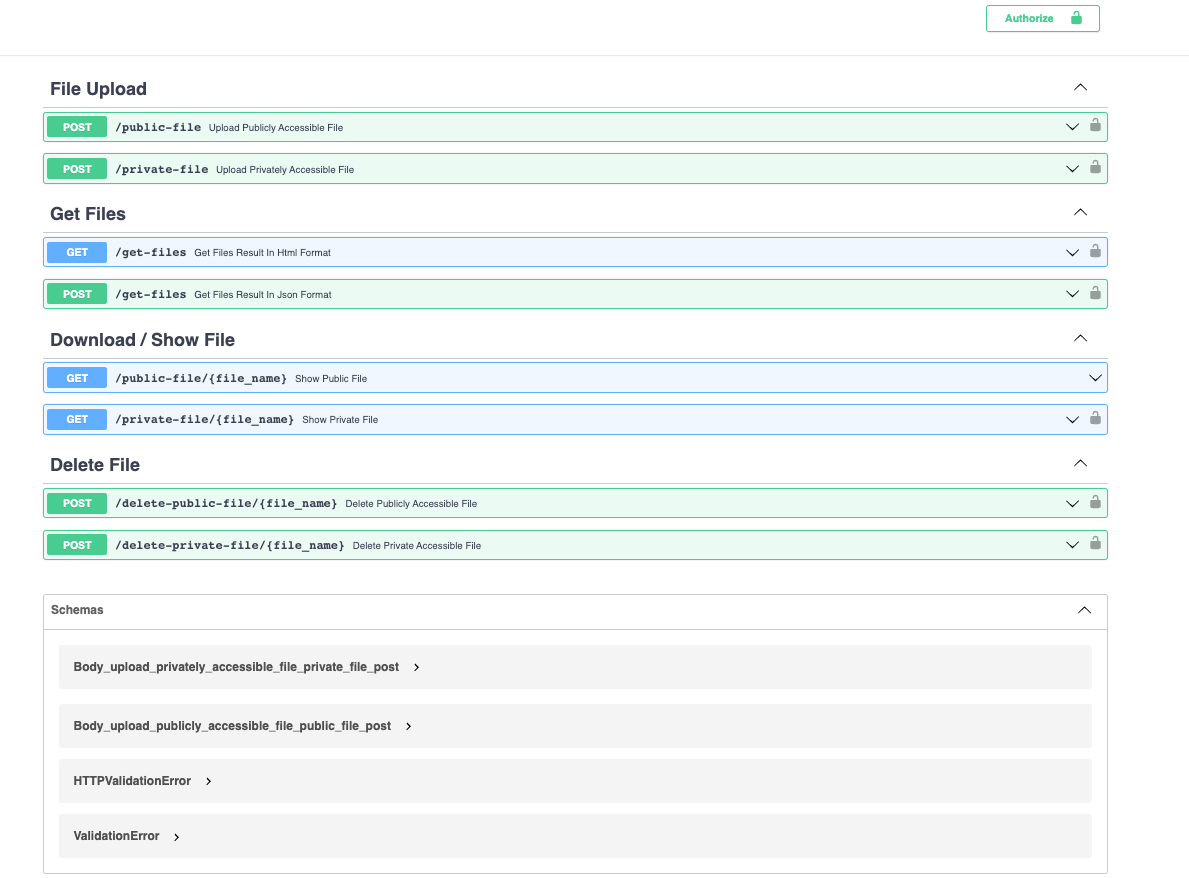 Authorize
File Upload
POST /public-file Upload Publicly Accessible File
POST /private-file Upload Privately Accessible File
Get Files
GET /get-files Get Files Result In Html Format
POST /get-files Get Files Result In Json Format
Download / Show File
GET /public-file/{file_name} Show Public File
GET /private-file/{file_name} Show Private File
Delete File
POST /delete-public-file/{file_name} Delete Publicly Accessible File
POST /delete-private-file/{file_name} Delete Private Accessible File
Schemas
Body_upload_privately_accessible_file_private_file_post
Body_upload_publicly_accessible_file_public_file_post
HTTPValidationError
ValidationError